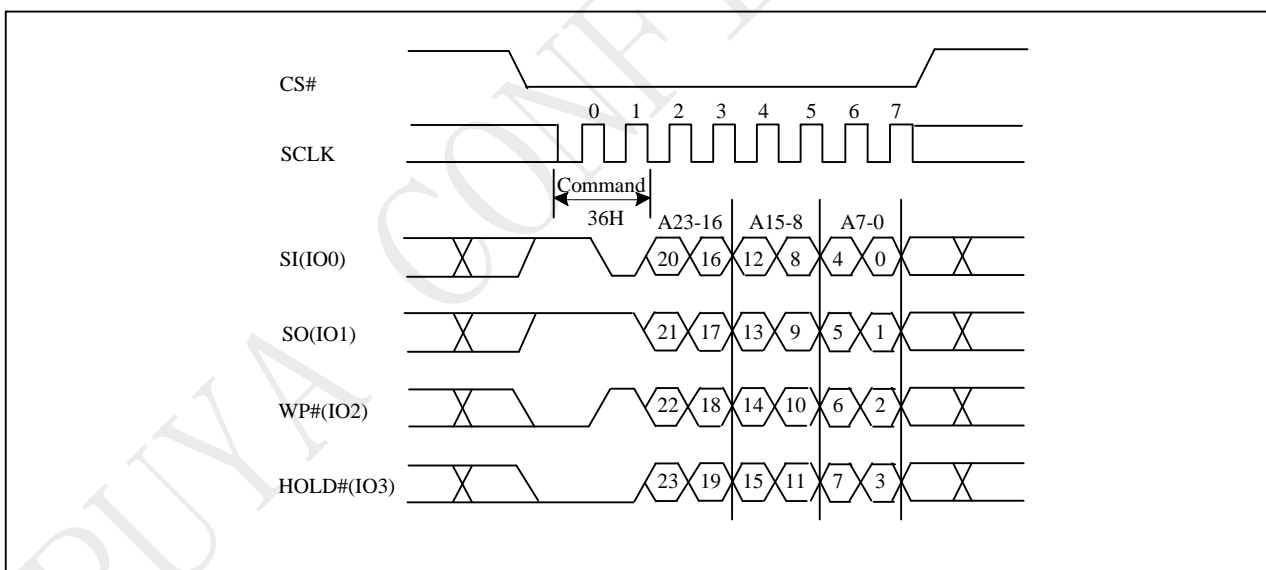 CS#
0 1 2 3 4 5 6 7
SCLK
Command
36H
A23-16 A15-8 A7-0
SI(IO0) 20 16 12 8 4 0
SO(IO1) 21 17 13 9 5 1
WP#(IO2) 22 18 14 10 6 2
HOLD#(IO3) 23 19 15 11 7 3
PUYA CONF